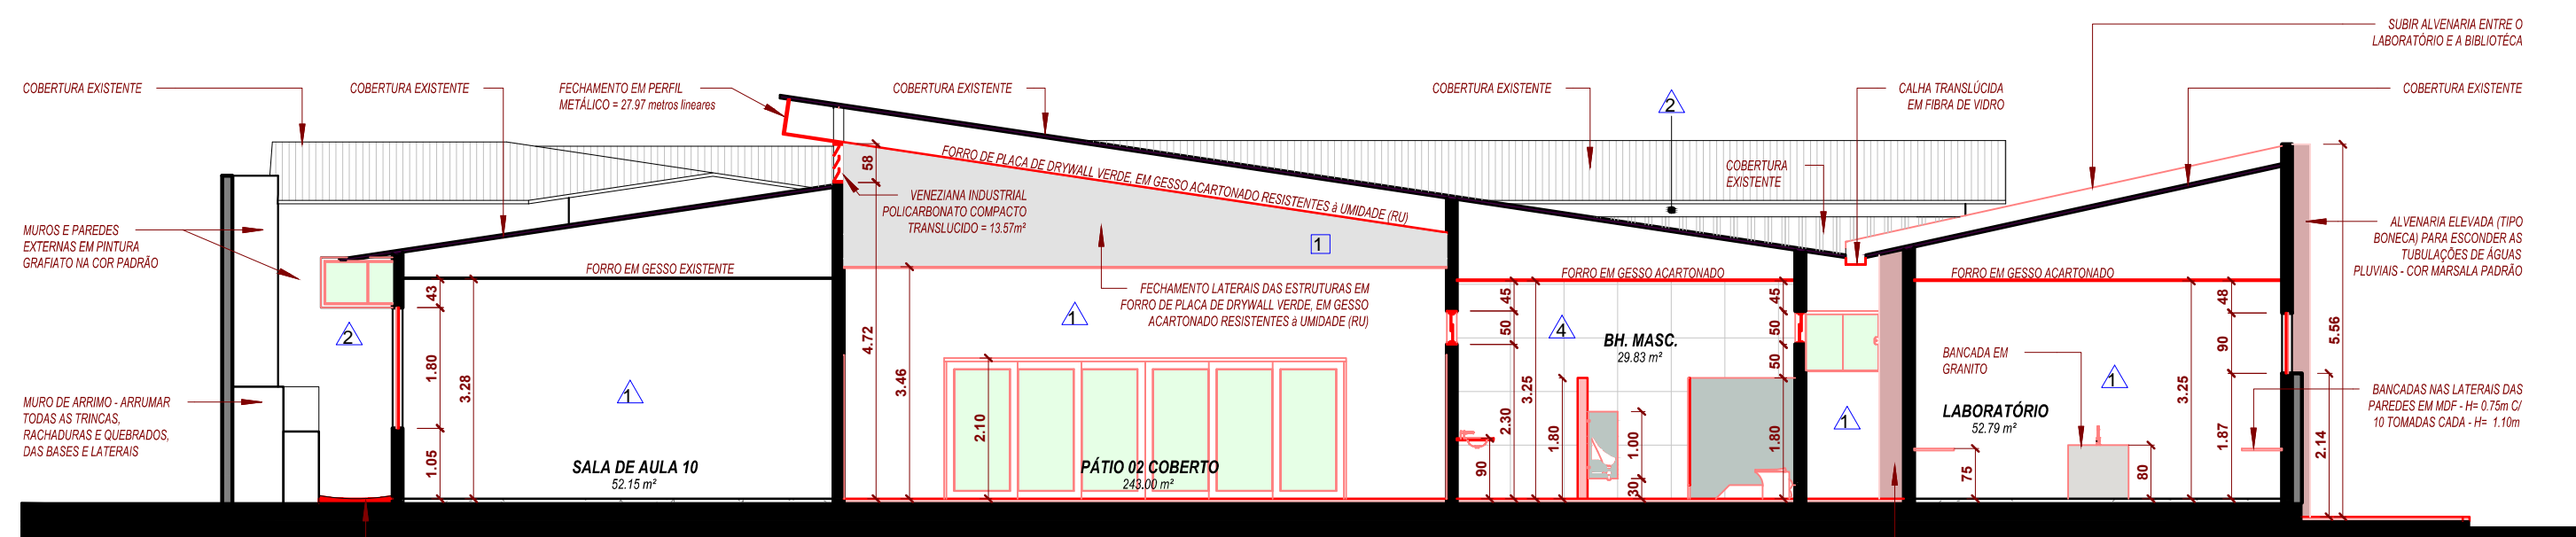 SUBIR ALVENARIA ENTRE O
LABORATÓRIO E A BIBLIOTÉCA
COBERTURA EXISTENTE
COBERTURA EXISTENTE
FECHAMENTO EM PERFIL
METÁLICO = 27.97 metros lineares
COBERTURA EXISTENTE
COBERTURA EXISTENTE
2
CALHA TRANSLÚCIDA
EM FIBRA DE VIDRO
COBERTURA EXISTENTE
58
FORRO DE PLACA DE DRYWALL VERDE, EM GESSO ACARTONADO RESISTENTES à UMIDADE (RU)
COBERTURA
EXISTENTE
VENEZIANA INDUSTRIAL
POLICARBONATO COMPACTO
TRANSLUCIDO = 13.57m²
1
MUROS E PAREDES
EXTERNAS EM PINTURA
GRAFIATO NA COR PADRÃO
ALVENARIA ELEVADA (TIPO
BONECA) PARA ESCONDER AS
TUBULAÇÕES DE ÁGUAS
PLUVIAIS - COR MARSALA PADRÃO
FORRO EM GESSO EXISTENTE
FORRO EM GESSO ACARTONADO
FORRO EM GESSO ACARTONADO
FECHAMENTO LATERAIS DAS ESTRUTURAS EM
FORRO DE PLACA DE DRYWALL VERDE, EM GESSO
ACARTONADO RESISTENTES à UMIDADE (RU)
43
1.80
1.05
3.28
2
1
4.72
3.46
1
2.10
45
50
2.30
3.25
4
BH. MASC.
29.83 m²
45
50
50
1.80
90
1.80
1.00
30
1
48
90
1.87
3.25
5.56
2.14
1
BANCADA EM
GRANITO
LABORATÓRIO
52.79 m²
75
80
BANCADAS NAS LATERAIS DAS
PAREDES EM MDF - H= 0.75m C/
10 TOMADAS CADA - H= 1.10m
MURO DE ARRIMO - ARRUMAR
TODAS AS TRINCAS,
RACHADURAS E QUEBRADOS,
DAS BASES E LATERAIS
SALA DE AULA 10
52.15 m²
PÁTIO 02 COBERTO
243.00 m²